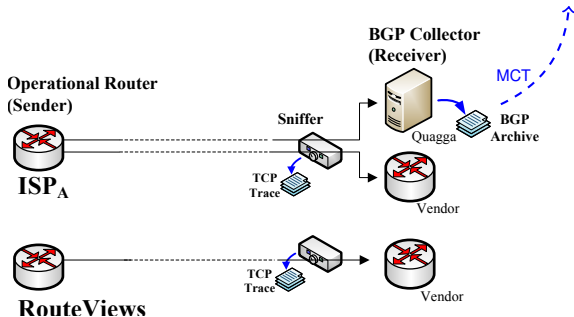 BGP Collector
(Receiver)
MCT
Operational Router
(Sender)
Sniffer
Quagga
BGP
Archive
TCP
Trace
ISPA
Vendor
TCP
Trace
Vendor
RouteViews